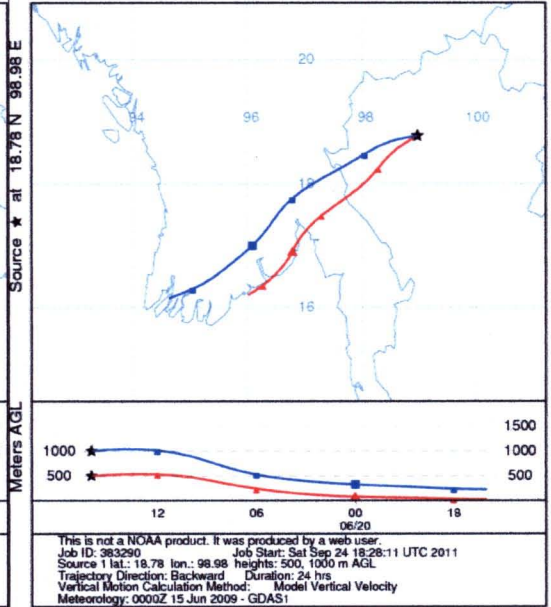 Source ★ at 18.78 N 98.98 E
20
94 96 98 100
18
16
Meters AGL
1500
1000 1000
500 500
12 06 00 18
06/20
This is not a NOAA product. It was produced by a web user.
Job ID: 383290 Job Start: Sat Sep 24 18:28:11 UTC 2011
Source 1 lat.: 18.78 lon.: 98.98 heights: 500, 1000 m AGL
Trajectory Direction: Backward Duration: 24 hrs
Vertical Motion Calculation Method: Model Vertical Velocity
Meteorology: 0000Z 15 Jun 2009 - GDAS1